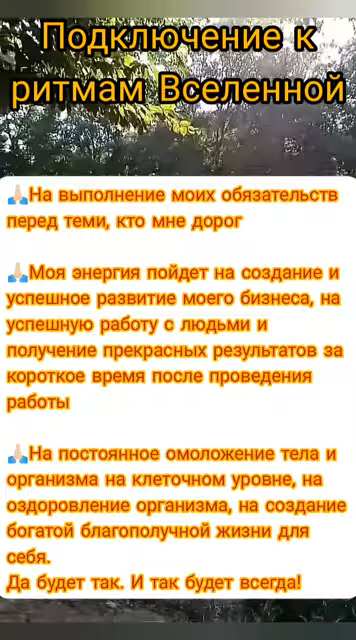 Подключение к
ритмам Вселенной
🙏🏻На выполнение моих обязательств
перед теми, кто мне дорог
🙏🏻Моя энергия пойдет на создание и
успешное развитие моего бизнеса, на
успешную работу с людьми и
получение прекрасных результатов за
короткое время после проведения
работы
🙏🏻На постоянное омоложение тела и
организма на клеточном уровне, на
оздоровление организма, на создание
богатой благополучной жизни для
себя.
Да будет так. И так будет всегда!